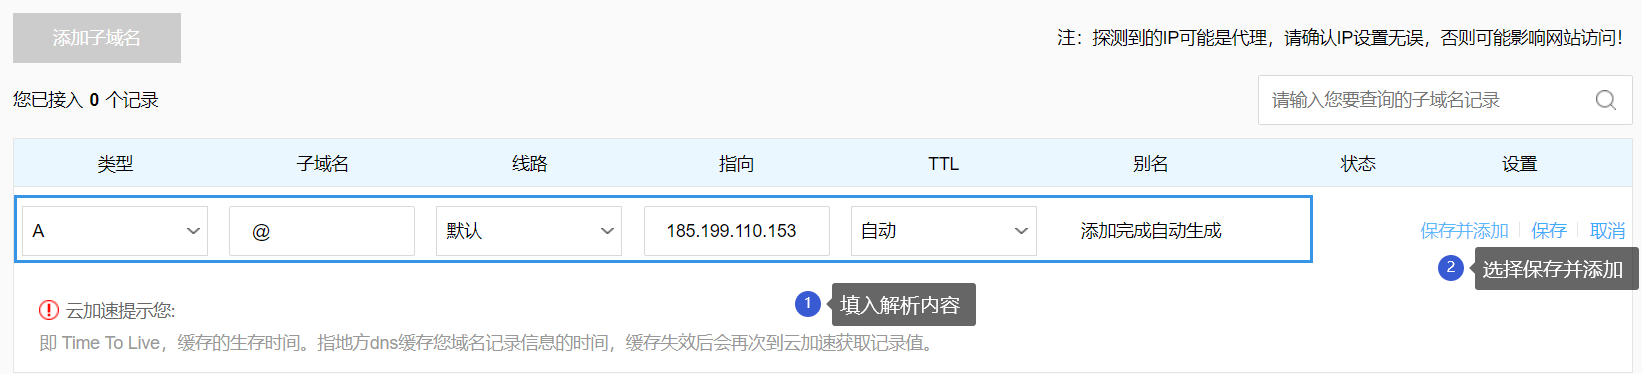 添加子域名
注：探测到的IP可能是代理，请确认IP设置无误，否则可能影响网站访问！
您已接入 0 个记录
请输入您要查询的子域名记录
类型 子域名 线路 指向 TTL 别名 状态 设置
A @ 默认 185.199.110.153 自动 添加完成自动生成 保存并添加 保存 取消
2 选择保存并添加
1 填入解析内容
云加速提示您:
即 Time To Live，缓存的生存时间。指地方dns缓存您域名记录信息的时间，缓存失效后会再次到云加速获取记录值。